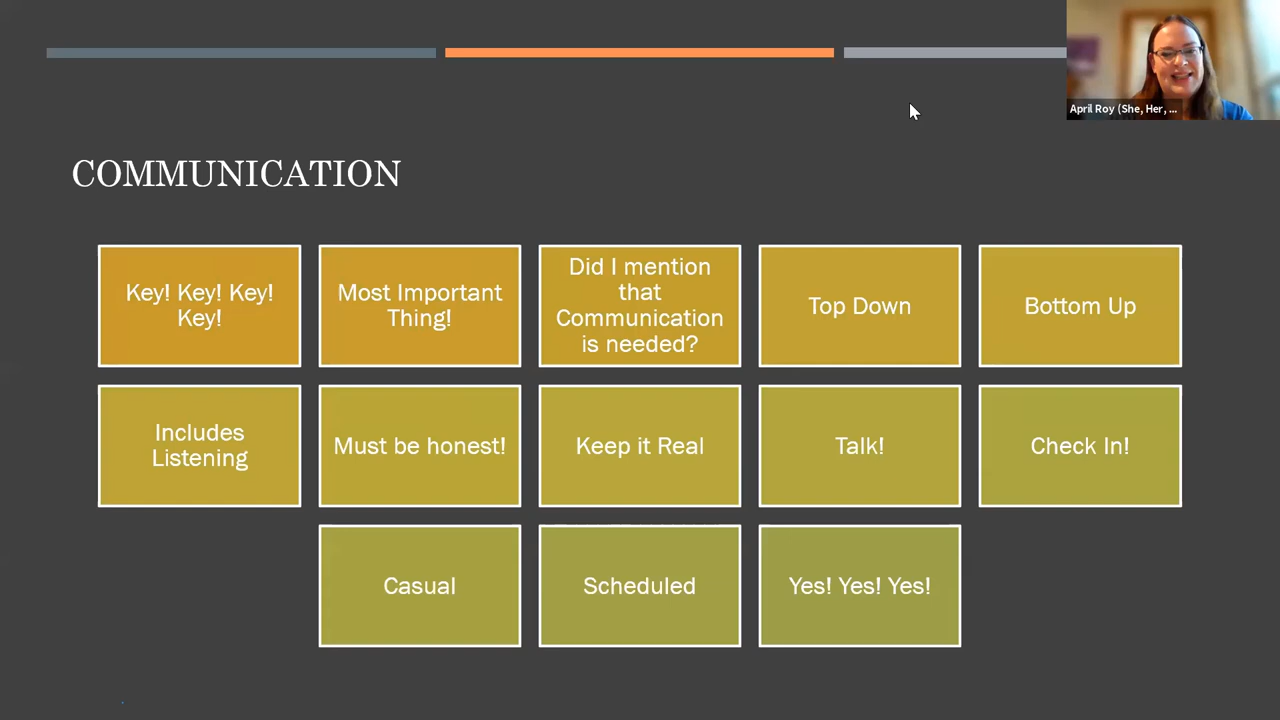 April Roy (She, Her, ...
COMMUNICATION
Key! Key! Key!
Key!
Most Important
Thing!
Did I mention
that
Communication
is needed?
Top Down
Bottom Up
Includes
Listening
Must be honest!
Keep it Real
Talk!
Check In!
Casual
Scheduled
Yes! Yes! Yes!